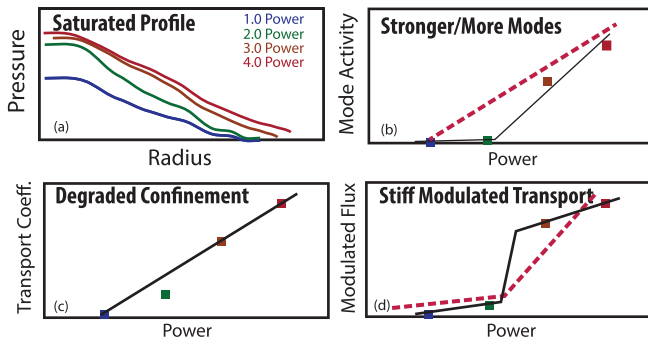 Saturated Profile
1.0 Power
2.0 Power
3.0 Power
4.0 Power
Pressure
(a)
Radius
Stronger/More Modes
Mode Activity
(b)
Power
Degraded Confinement
Transport Coeff.
(c)
Power
Stiff Modulated Transport
Modulated Flux
(d)
Power